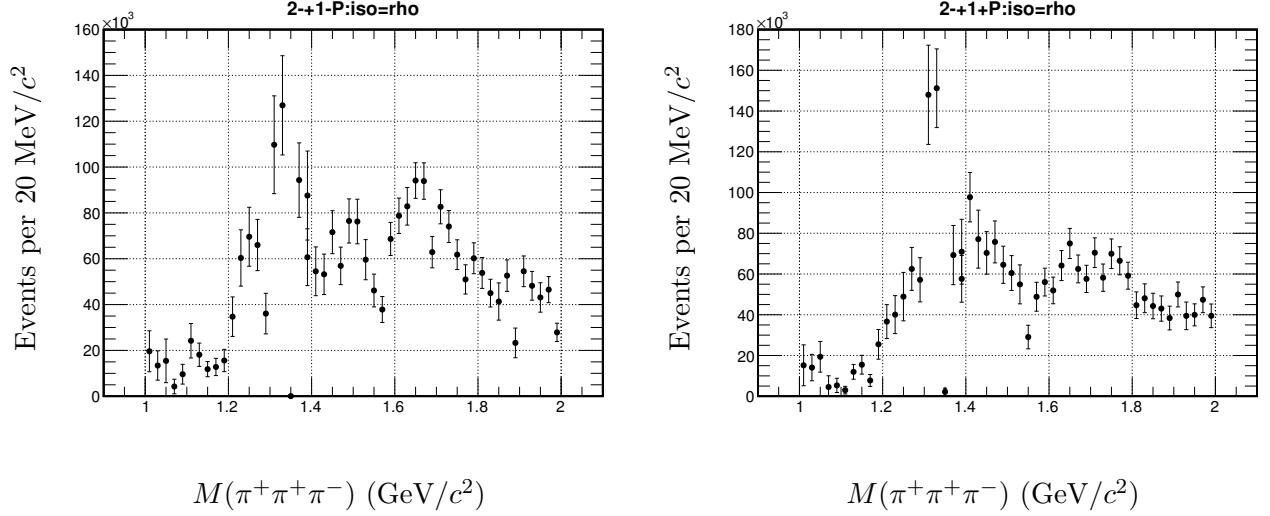 2-+1-P:iso=rho
×10³
160
140
120
100
80
60
40
20
0
1 1.2 1.4 1.6 1.8 2
Events per 20 MeV/c²
M(π⁺π⁺π⁻) (GeV/c²)
2-+1+P:iso=rho
×10³
180
160
140
120
100
80
60
40
20
0
1 1.2 1.4 1.6 1.8 2
Events per 20 MeV/c²
M(π⁺π⁺π⁻) (GeV/c²)